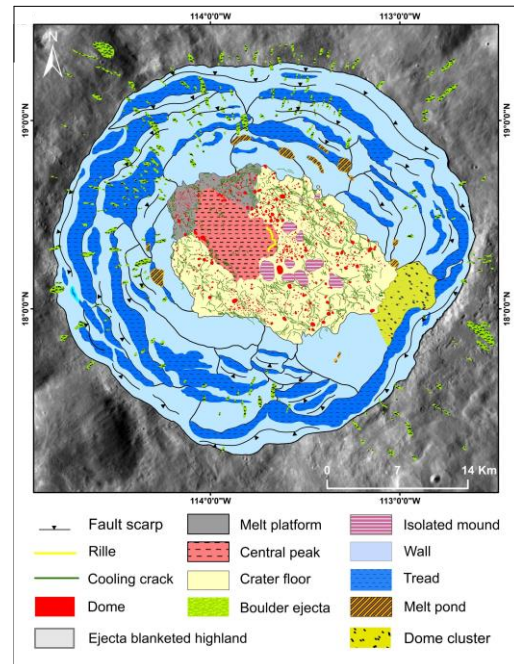 114°0'0"W 113°0'0"W
N
19°0'0"N 19°0'0"N
18°0'0"N 18°0'0"N
0 7 14 Km
114°0'0"W 113°0'0"W
Fault scarp Melt platform Isolated mound
Rille Central peak Wall
Cooling crack Crater floor Tread
Dome Boulder ejecta Melt pond
Ejecta blanketed highland Dome cluster